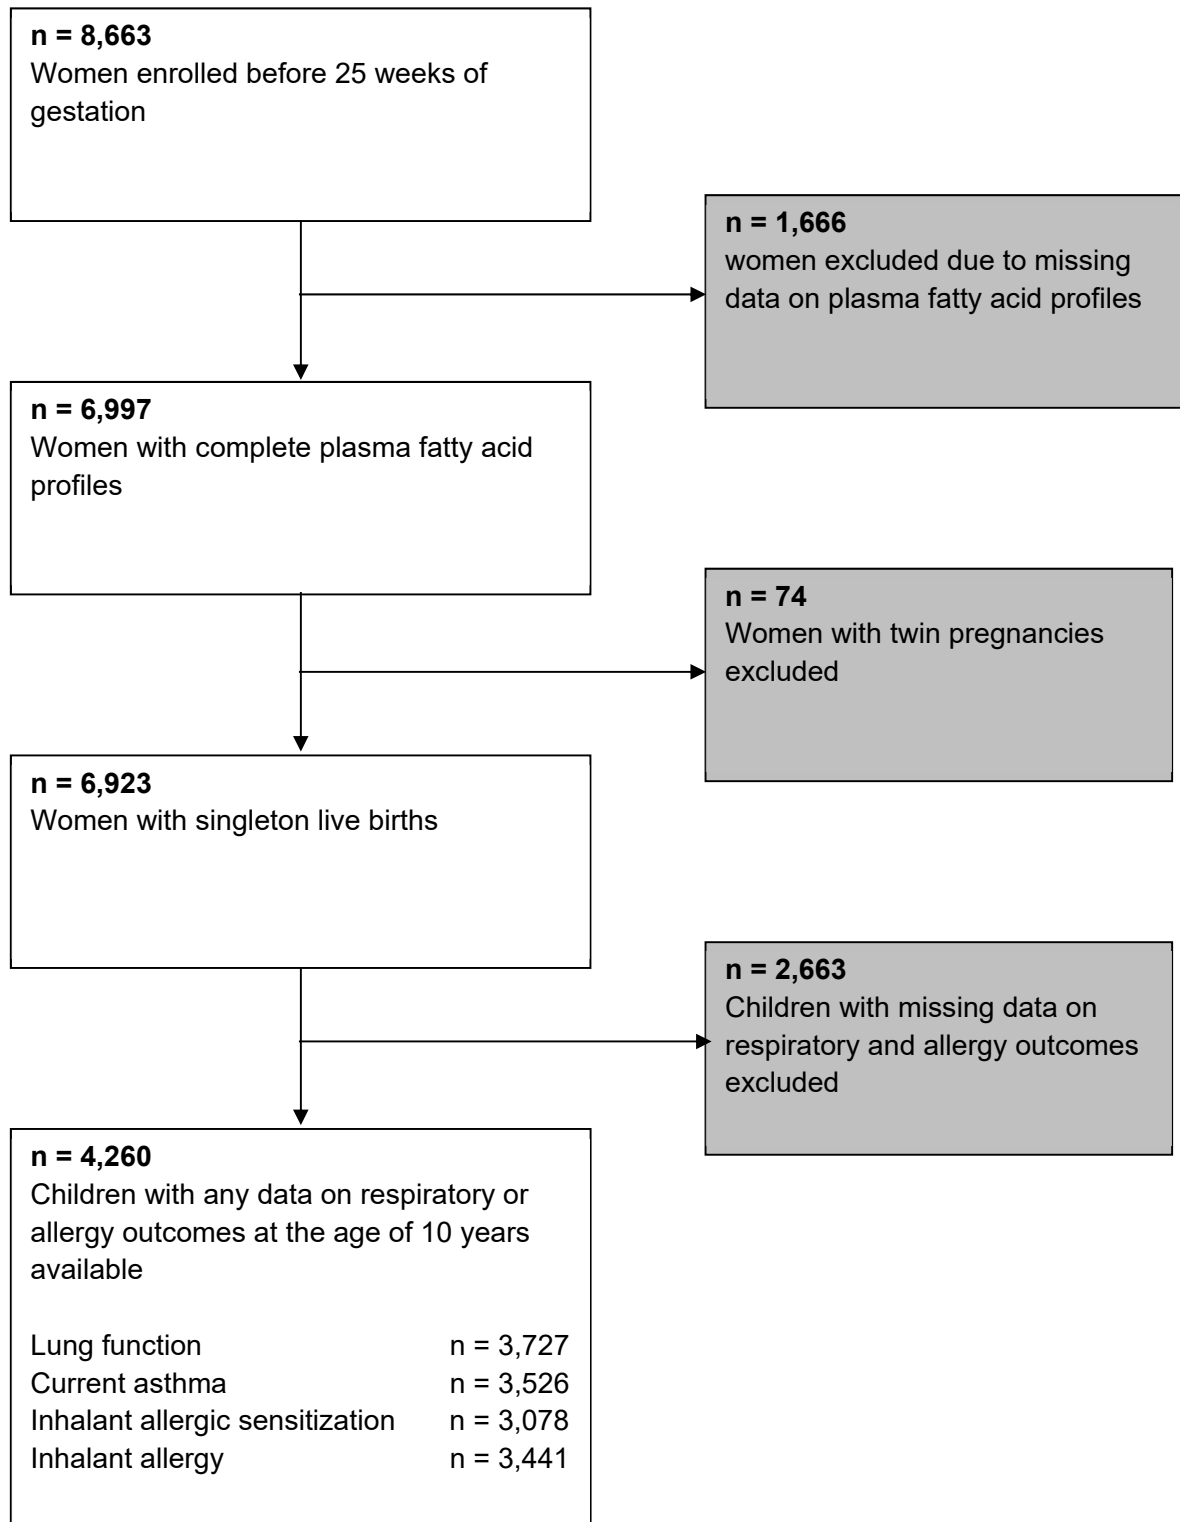 n = 8,663
Women enrolled before 25 weeks of
gestation
n = 1,666
women excluded due to missing
data on plasma fatty acid profiles
n = 6,997
Women with complete plasma fatty acid
profiles
n = 74
Women with twin pregnancies
excluded
n = 6,923
Women with singleton live births
n = 2,663
Children with missing data on
respiratory and allergy outcomes
excluded
n = 4,260
Children with any data on respiratory or
allergy outcomes at the age of 10 years
available
Lung function n = 3,727
Current asthma n = 3,526
Inhalant allergic sensitization n = 3,078
Inhalant allergy n = 3,441